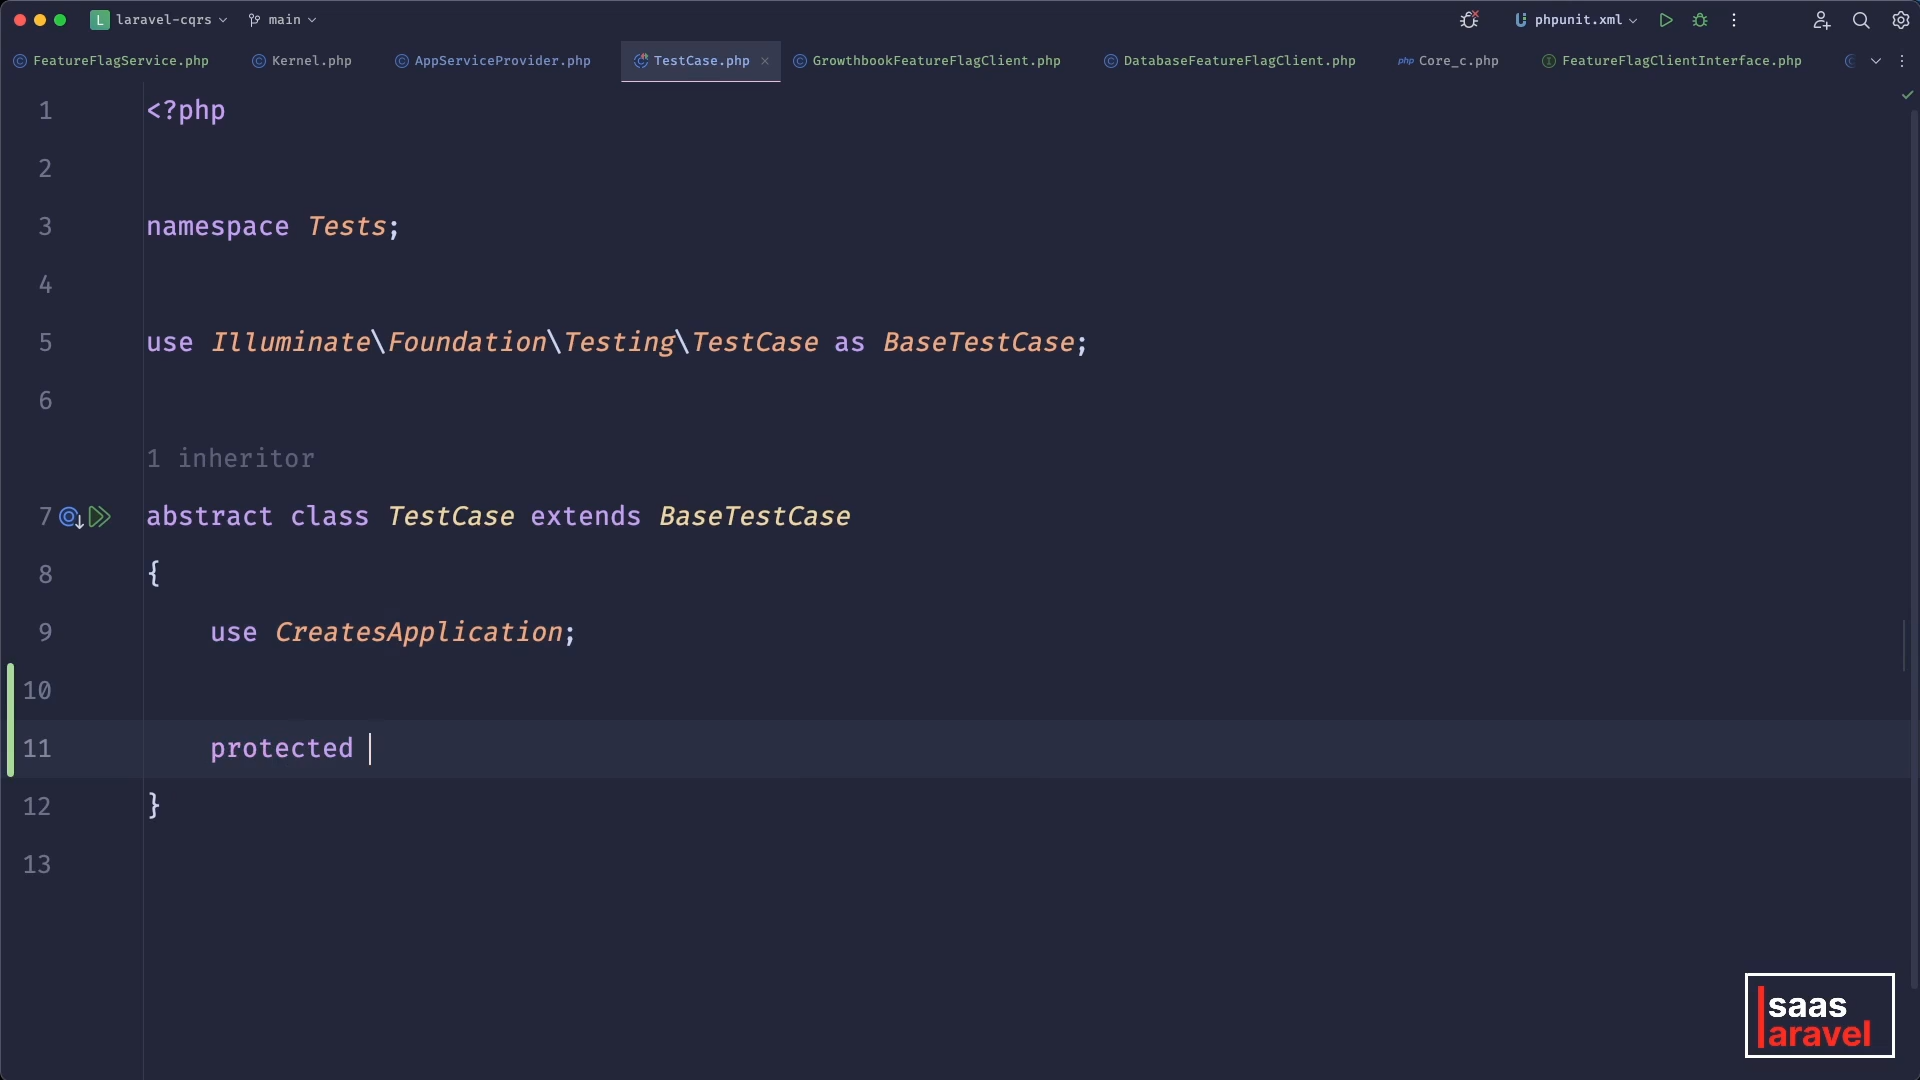 L laravel-cqrs main phpunit.xml
FeatureFlagService.php Kernel.php AppServiceProvider.php TestCase.php GrowthbookFeatureFlagClient.php DatabaseFeatureFlagClient.php php Core_c.php FeatureFlagClientInterface.php
1 <?php
2
3 namespace Tests;
4
5 use Illuminate\Foundation\Testing\TestCase as BaseTestCase;
6
1 inheritor
7 abstract class TestCase extends BaseTestCase
8 {
9 use CreatesApplication;
10
11 protected
12 }
13
saas
laravel